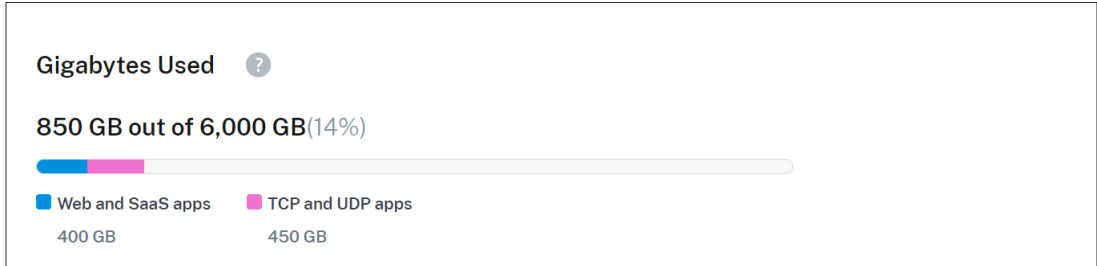 Gigabytes Used ?
850 GB out of 6,000 GB(14%)
Web and SaaS apps TCP and UDP apps
400 GB 450 GB